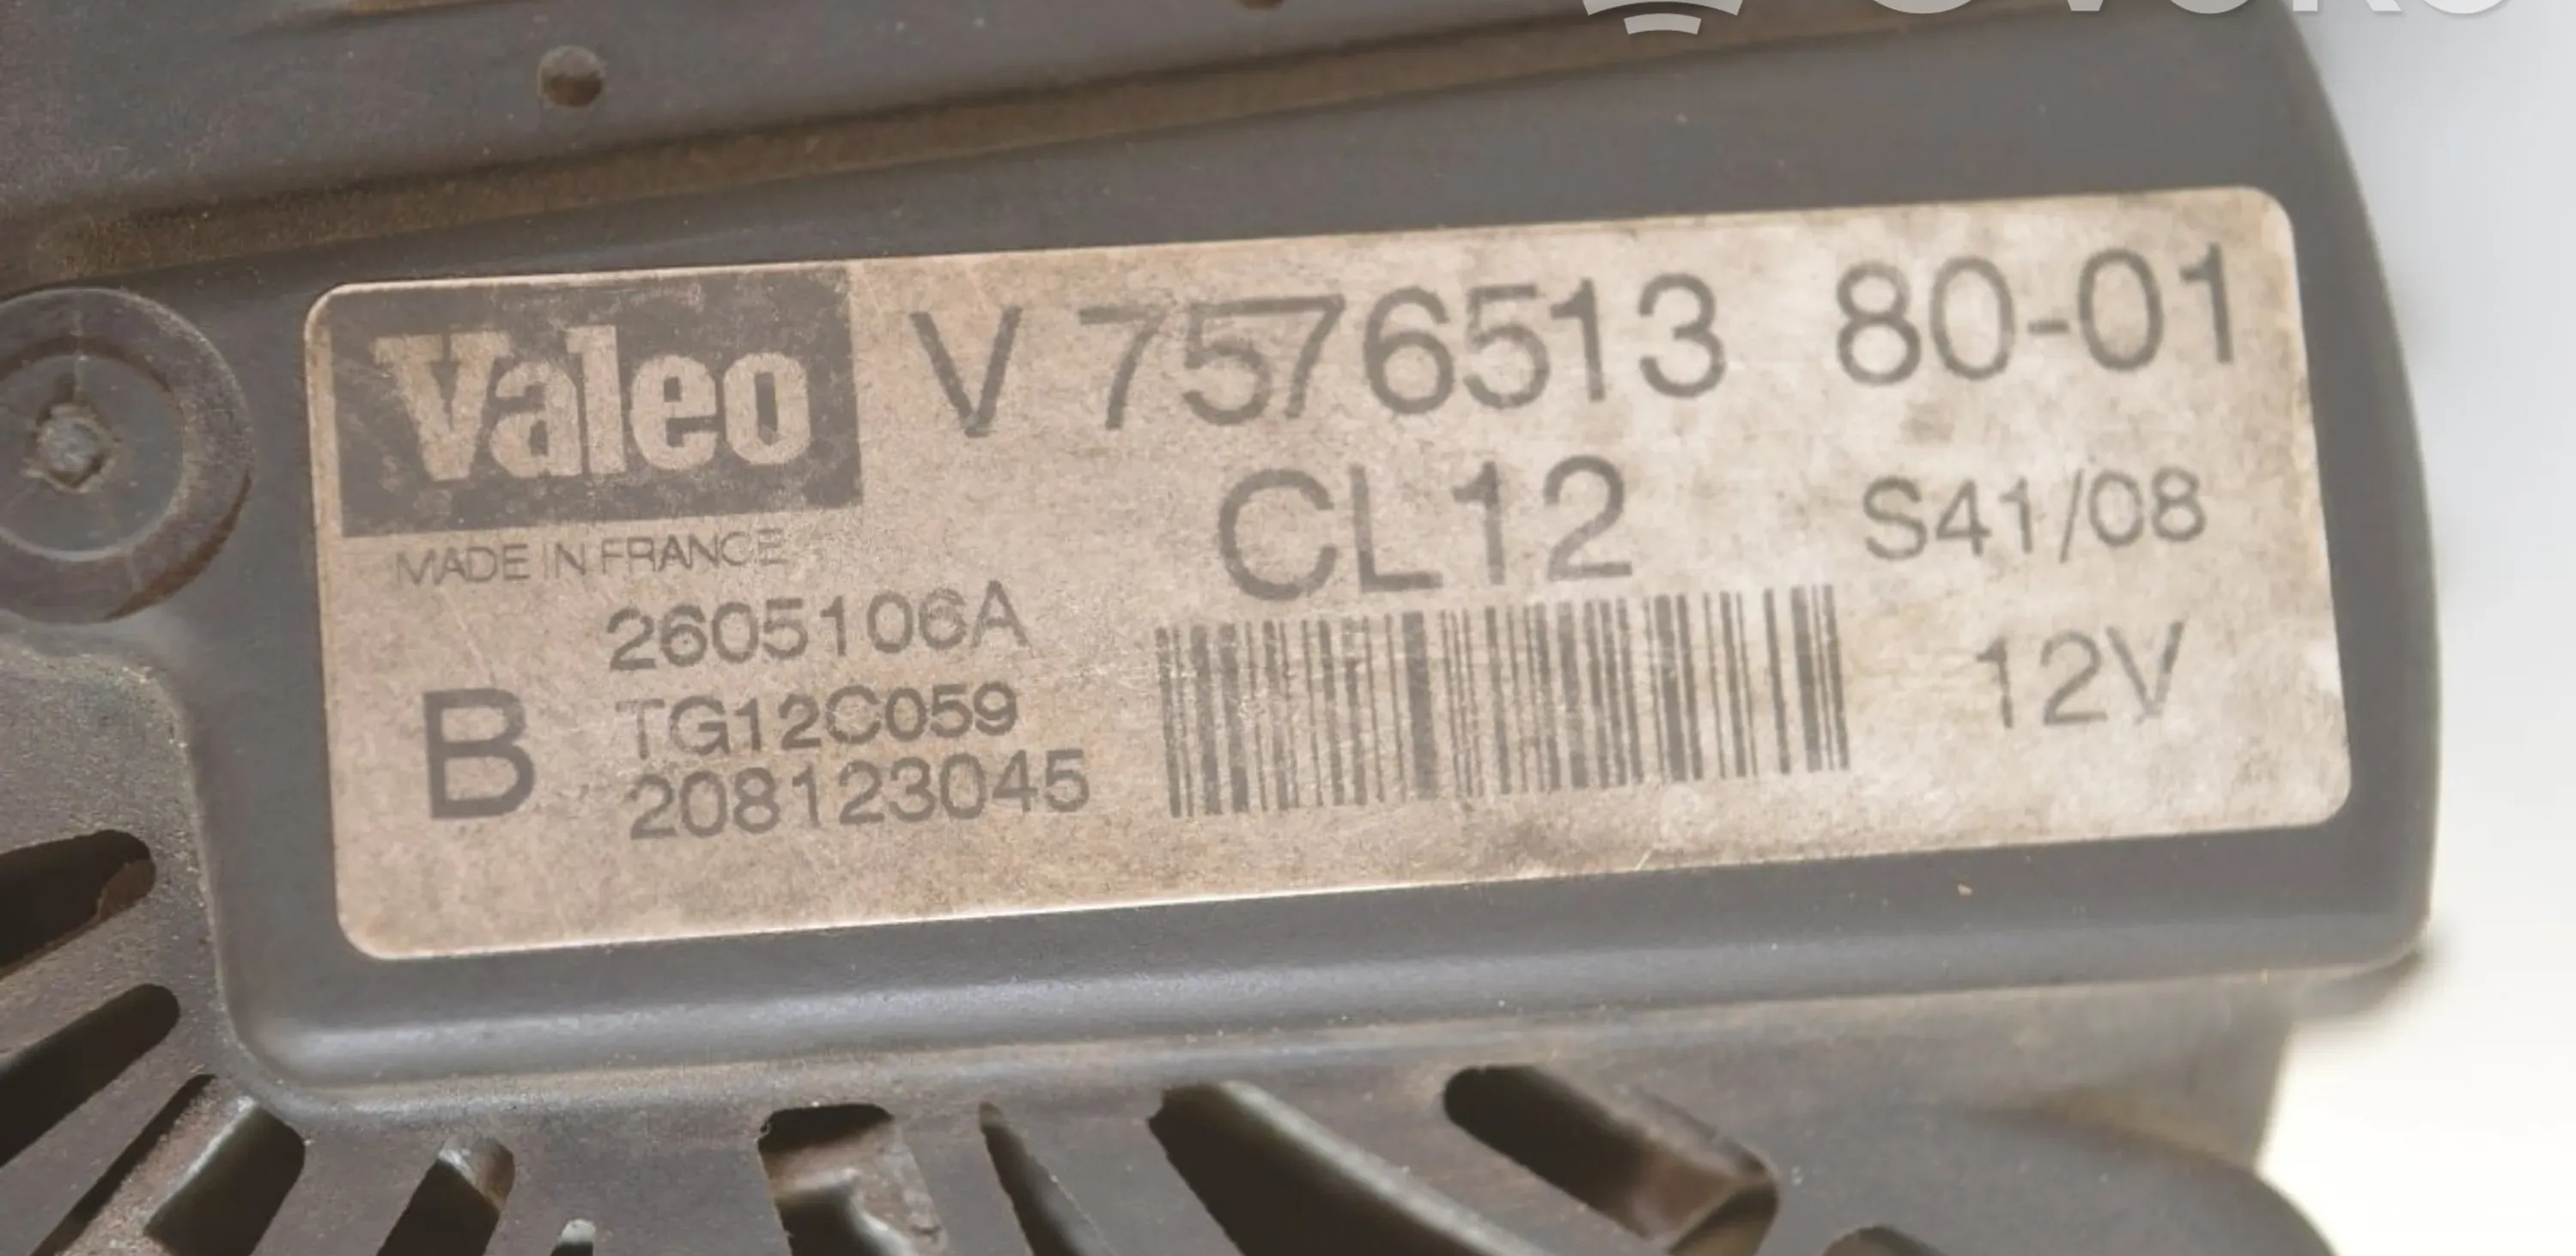 Valeo V 7576513 80-01
MADE IN FRANCE CL12 S41/08
2605106A
B TG12C059 12V
208123045